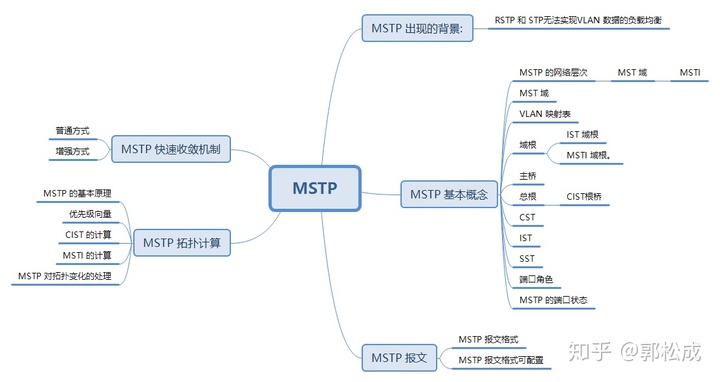 MSTP
MSTP 出现的背景:
RSTP 和 STP无法实现VLAN 数据的负载均衡
MSTP 基本概念
MSTP 的网络层次
MST 域
MSTI
MST 域
VLAN 映射表
域根
IST 域根
MSTI 域根。
主桥
总根
CIST根桥
CST
IST
SST
端口角色
MSTP 的端口状态
MSTP 报文
MSTP 报文格式
MSTP 报文格式可配置
MSTP 快速收敛机制
普通方式
增强方式
MSTP 拓扑计算
MSTP 的基本原理
优先级向量
CIST 的计算
MSTI 的计算
MSTP 对拓扑变化的处理
知乎 @郭松成